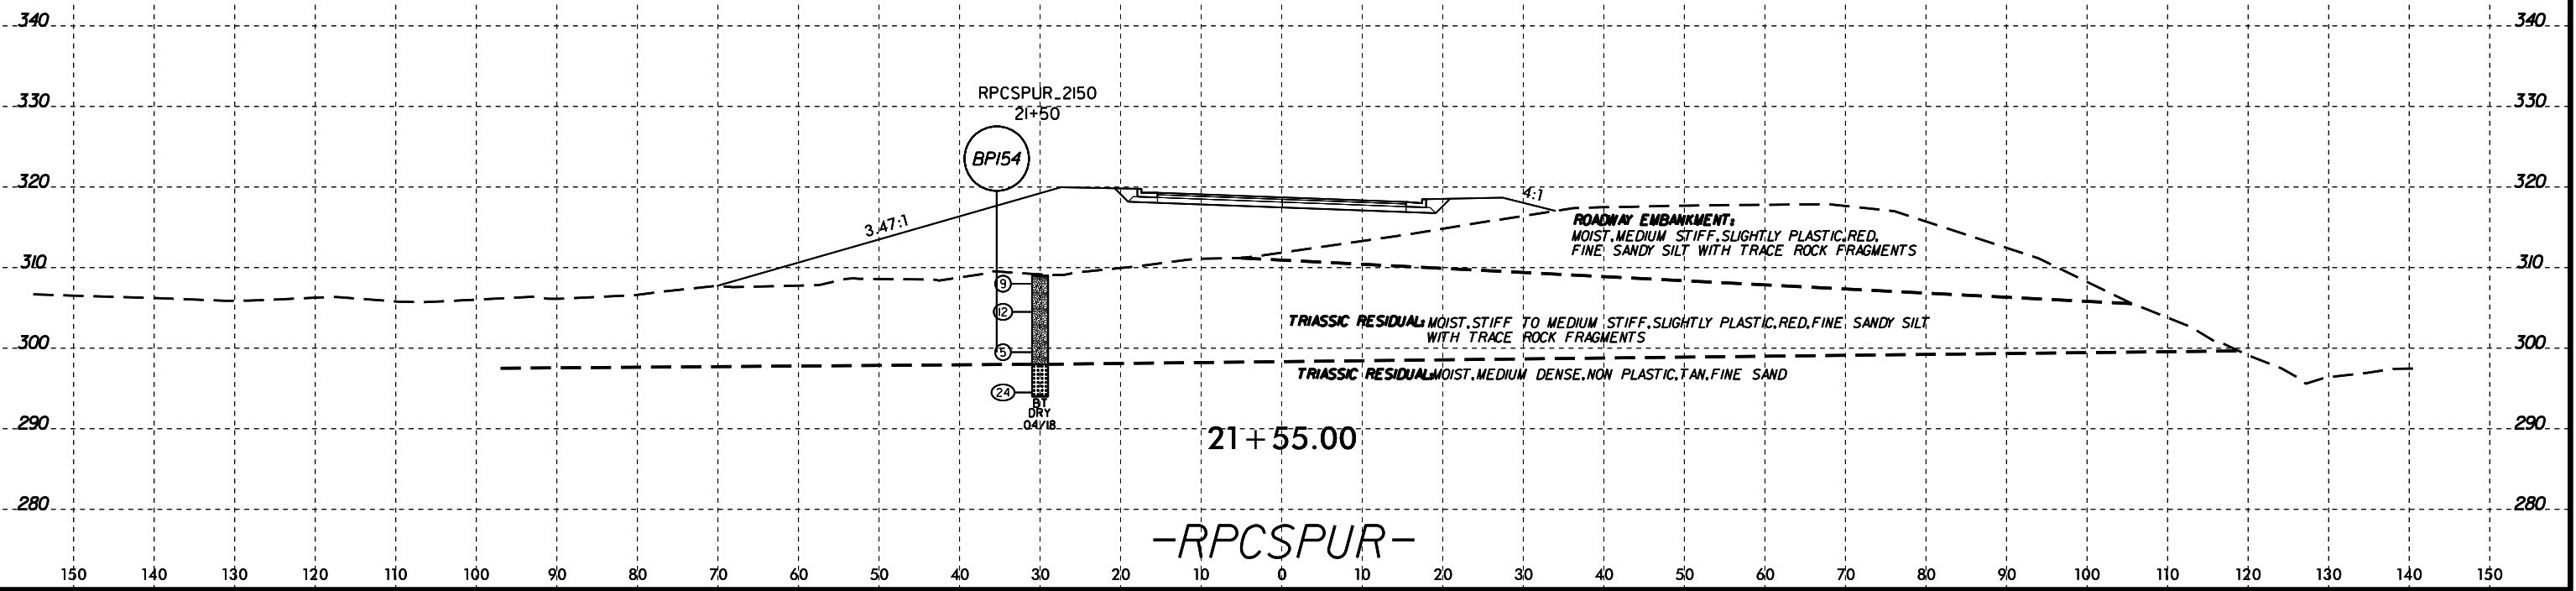 340 340
RPCSPUR_2150
330 330
21+50
BP154
320 320
4:1
3.47:1
ROADWAY EMBANKMENT:
MOIST,MEDIUM STIFF,SLIGHTLY PLASTIC,RED,
FINE SANDY SILT WITH TRACE ROCK FRAGMENTS
310 310
9
12
TRIASSIC RESIDUAL: MOIST,STIFF TO MEDIUM STIFF,SLIGHTLY PLASTIC,RED,FINE SANDY SILT
WITH TRACE ROCK FRAGMENTS
300 300
5
TRIASSIC RESIDUAL:MOIST,MEDIUM DENSE,NON PLASTIC,TAN,FINE SAND
24
BT
DRY
04/18
290 290
21+55.00
280 280
-RPCSPUR-
150 140 130 120 110 100 90 80 70 60 50 40 30 20 10 0 10 20 30 40 50 60 70 80 90 100 110 120 130 140 150